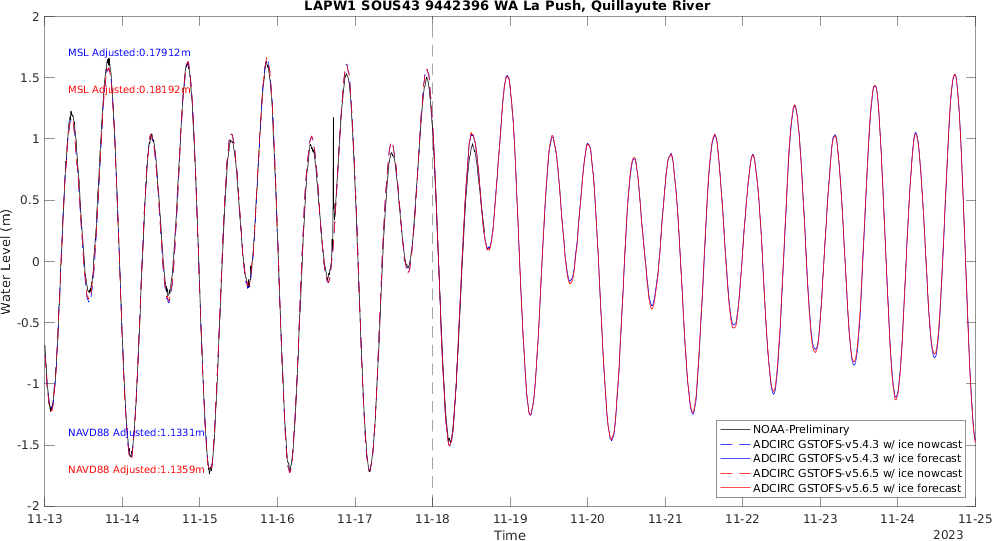 LAPW1 SOUS43 9442396 WA La Push, Quillayute River
2
1.5
1
0.5
0
-0.5
-1
-1.5
-2
Water Level (m)
MSL Adjusted:0.17912m
MSL Adjusted:0.18192m
NAVD88 Adjusted:1.1331m
NAVD88 Adjusted:1.1359m
NOAA-Preliminary
ADCIRC GSTOFS-v5.4.3 w/ ice nowcast
ADCIRC GSTOFS-v5.4.3 w/ ice forecast
ADCIRC GSTOFS-v5.6.5 w/ ice nowcast
ADCIRC GSTOFS-v5.6.5 w/ ice forecast
11-13 11-14 11-15 11-16 11-17 11-18 11-19 11-20 11-21 11-22 11-23 11-24 11-25
Time
2023